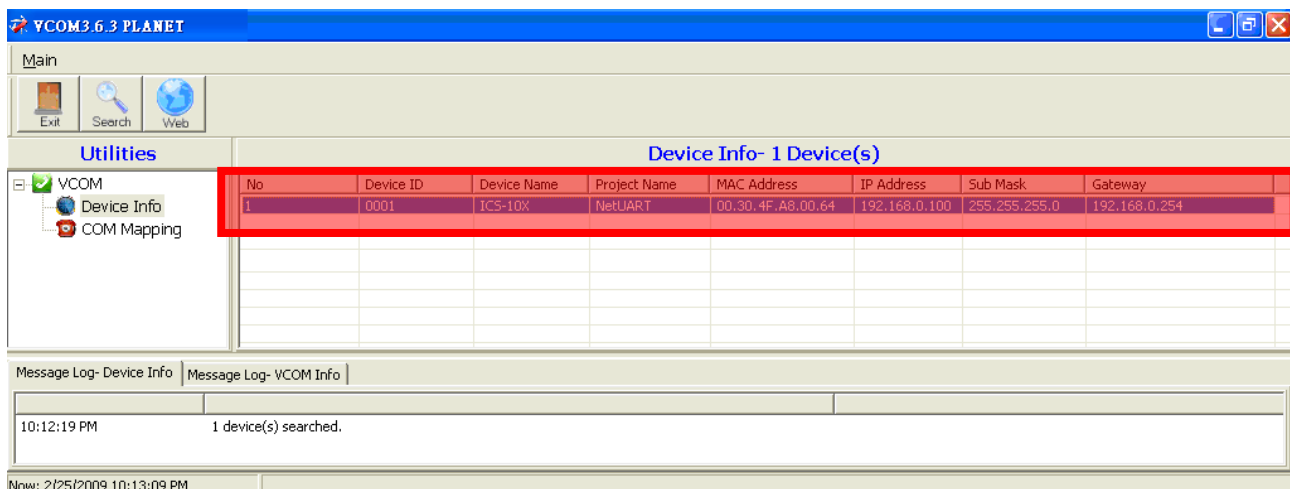 VCOM3.6.3 PLANET
Main
Exit Search Web
Utilities
Device Info- 1 Device(s)
VCOM
Device Info
COM Mapping
No Device ID Device Name Project Name MAC Address IP Address Sub Mask Gateway
1 0001 ICS-10X NetUART 00.30.4F.A8.00.64 192.168.0.100 255.255.255.0 192.168.0.254
Message Log- Device Info Message Log- VCOM Info
10:12:19 PM 1 device(s) searched.
Now: 2/25/2009 10:13:09 PM